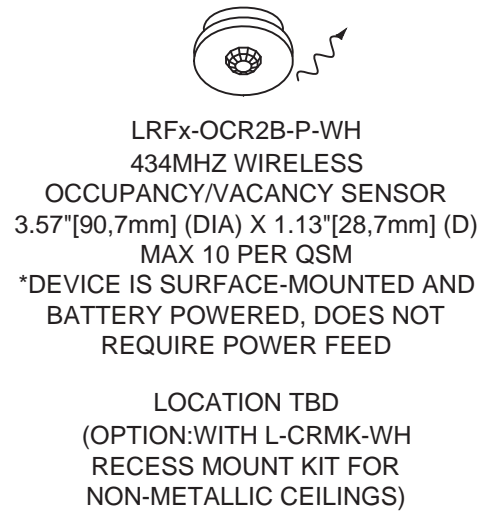 LRFx-OCR2B-P-WH
434MHZ WIRELESS
OCCUPANCY/VACANCY SENSOR
3.57"[90,7mm] (DIA) X 1.13"[28,7mm] (D)
MAX 10 PER QSM
*DEVICE IS SURFACE-MOUNTED AND
BATTERY POWERED, DOES NOT
REQUIRE POWER FEED
LOCATION TBD
(OPTION:WITH L-CRMK-WH
RECESS MOUNT KIT FOR
NON-METALLIC CEILINGS)